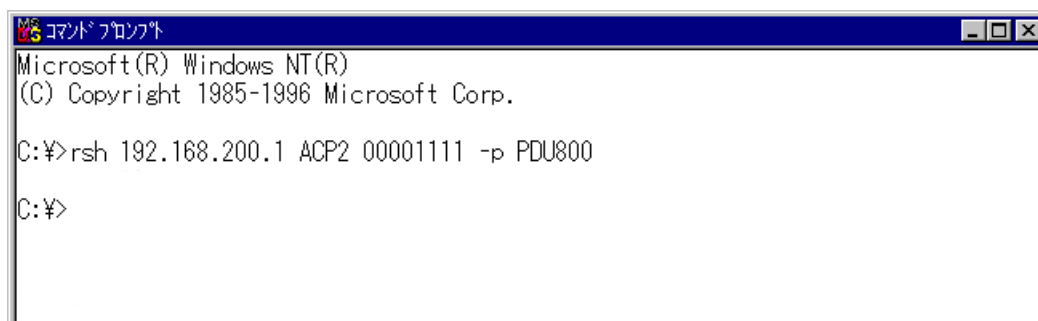 コマンド プロンプト
Microsoft(R) Windows NT(R)
(C) Copyright 1985-1996 Microsoft Corp.
C:¥>rsh 192.168.200.1 ACP2 00001111 -p PDU800
C:¥>